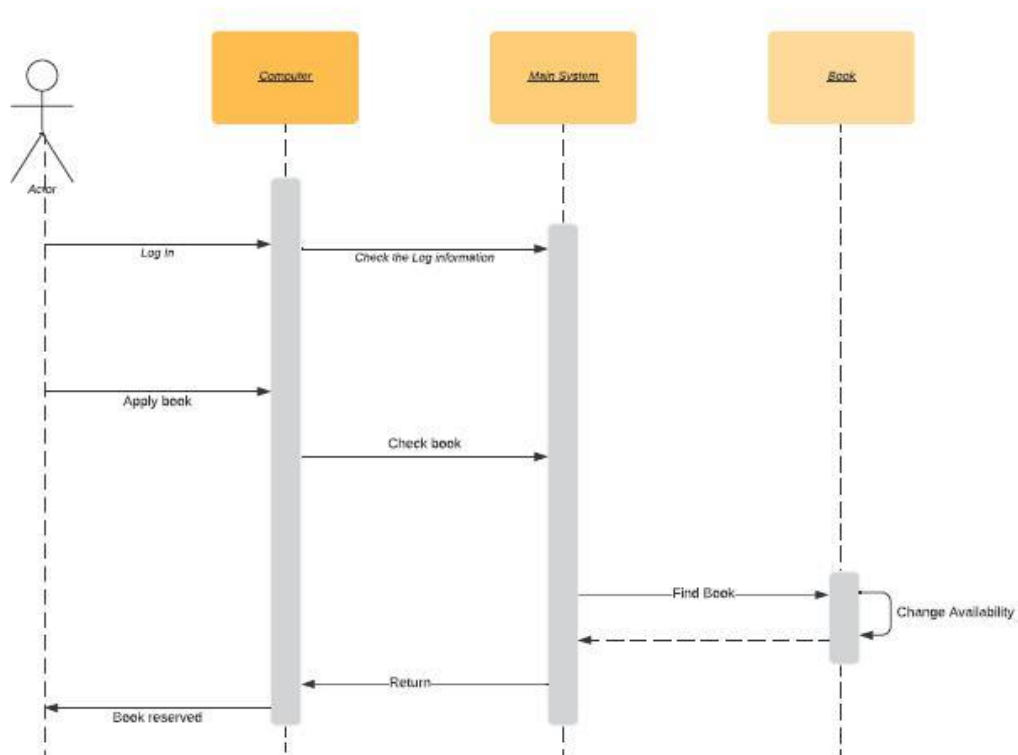 Computer
Main System
Book
Actor
Log In
Check the Log information
Apply book
Check book
Find Book
Change Availability
Return
Book reserved